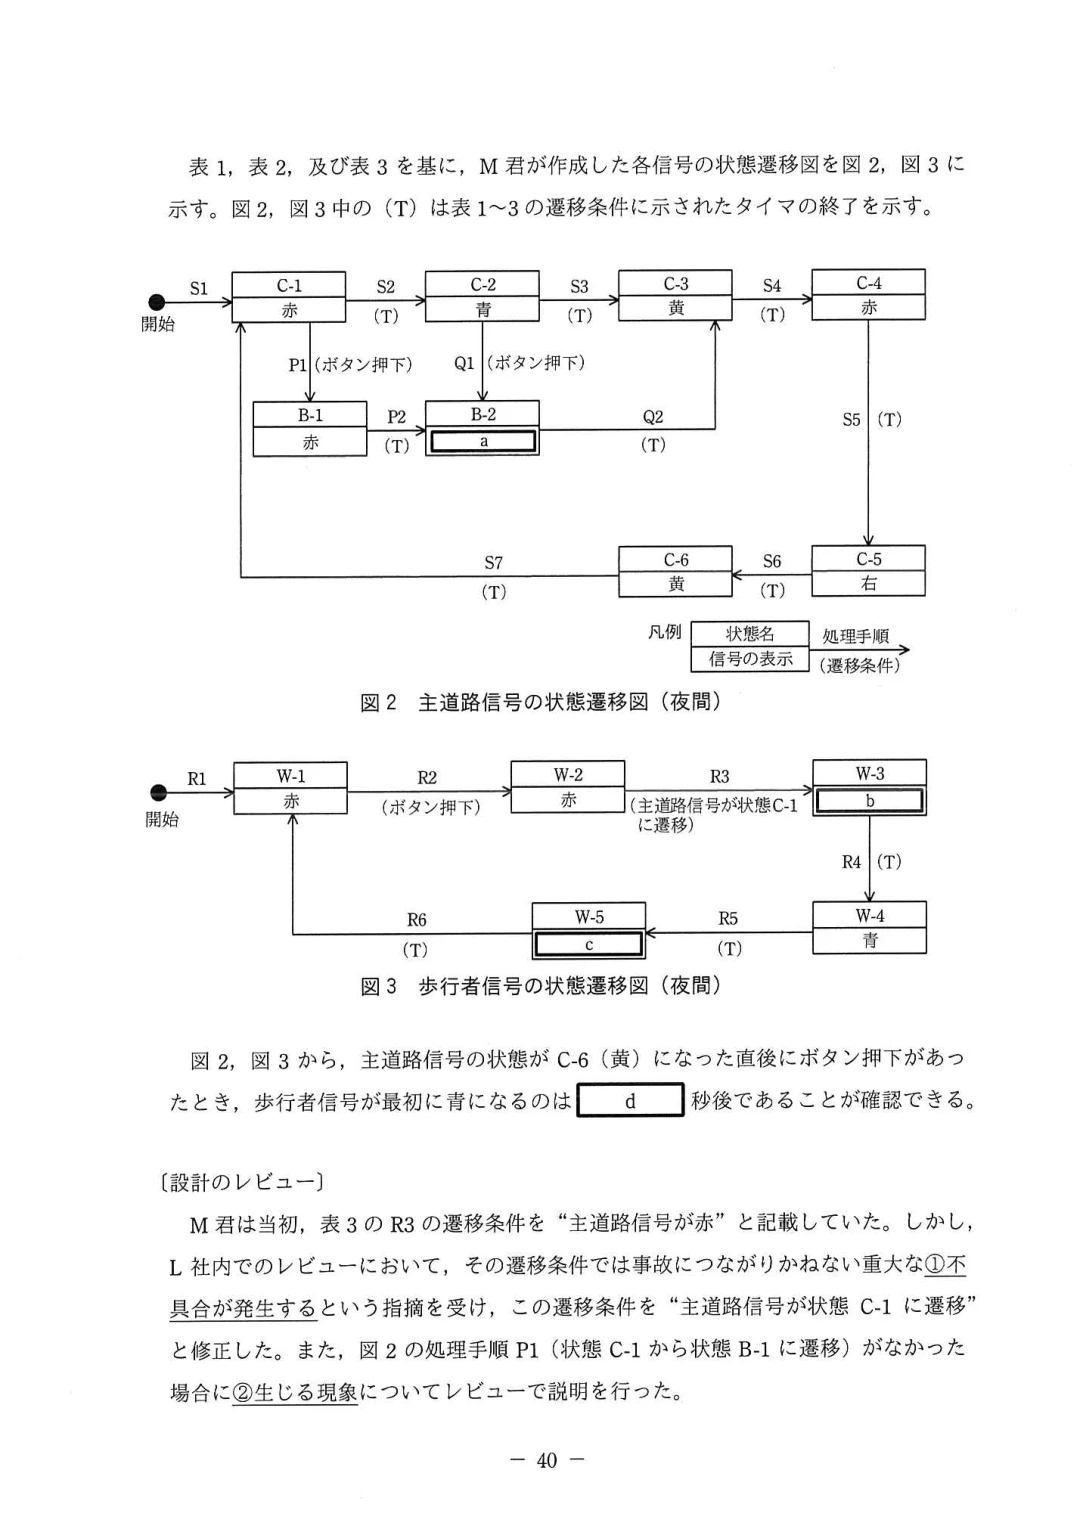 表 1，表 2，及び表 3 を基に，M 君が作成した各信号の状態遷移図を図 2，図 3 に
示す。図 2，図 3 中の（T）は表 1～3 の遷移条件に示されたタイマの終了を示す。
開始
S1
C-1
赤
S2
(T)
C-2
青
S3
(T)
C-3
黄
S4
(T)
C-4
赤
P1
(ボタン押下)
Q1
(ボタン押下)
B-1
赤
P2
(T)
B-2
a
Q2
(T)
S5
(T)
S7
(T)
C-6
黄
S6
(T)
C-5
右
凡例
状態名
信号の表示
処理手順
(遷移条件)
図 2　主道路信号の状態遷移図（夜間）
開始
R1
W-1
赤
R2
(ボタン押下)
W-2
赤
R3
(主道路信号が状態C-1
に遷移)
W-3
b
R4
(T)
R6
(T)
W-5
c
R5
(T)
W-4
青
図 3　歩行者信号の状態遷移図（夜間）
図 2，図 3 から，主道路信号の状態が C-6（黄）になった直後にボタン押下があっ
たとき，歩行者信号が最初に青になるのは d 秒後であることが確認できる。
〔設計のレビュー〕
M 君は当初，表 3 の R3 の遷移条件を“主道路信号が赤”と記載していた。しかし，
L 社内でのレビューにおいて，その遷移条件では事故につながりかねない重大な①不
具合が発生するという指摘を受け，この遷移条件を“主道路信号が状態 C-1 に遷移”
と修正した。また，図 2 の処理手順 P1（状態 C-1 から状態 B-1 に遷移）がなかった
場合に②生じる現象についてレビューで説明を行った。
－ 40 －